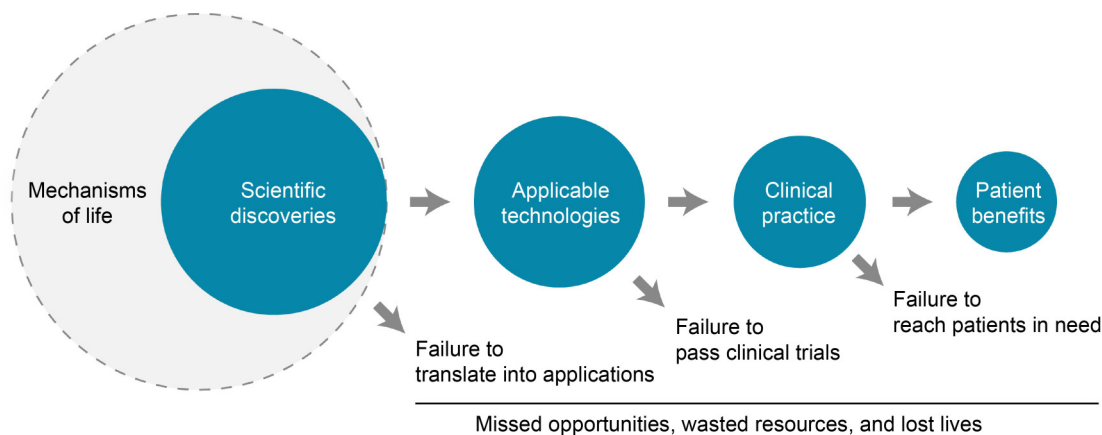 Mechanisms
of life
Scientific
discoveries
Applicable
technologies
Clinical
practice
Patient
benefits
Failure to
translate into applications
Failure to
pass clinical trials
Failure to
reach patients in need
Missed opportunities, wasted resources, and lost lives